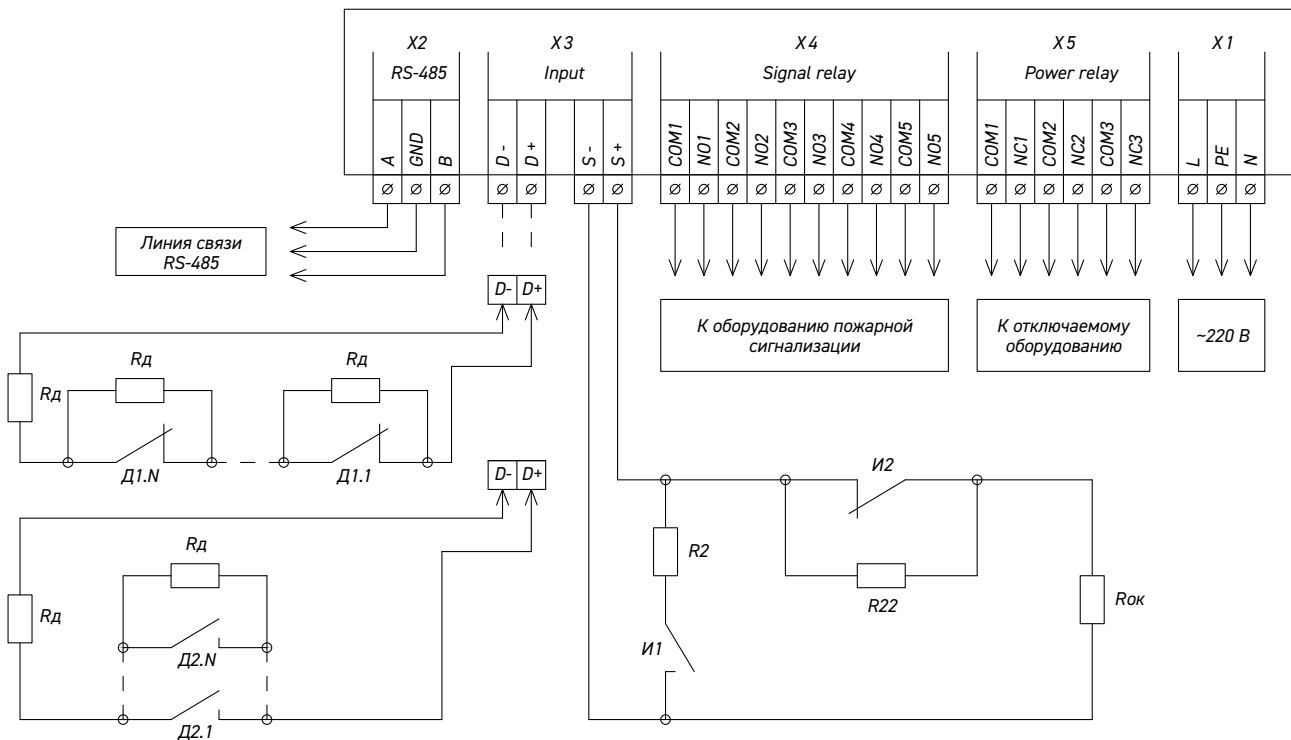 X2
RS-485
X3
Input
X4
Signal relay
X5
Power relay
X1
A
GND
B
D -
D +
S -
S +
COM1
NO1
COM2
NO2
COM3
NO3
COM4
NO4
COM5
NO5
COM1
NC1
COM2
NC2
COM3
NC3
L
PE
N
Линия связи
RS-485
К оборудованию пожарной
сигнализации
К отключаемому
оборудованию
~220 В
D-
D+
Rд
Rд
Rд
Д1.N
Д1.1
D-
D+
Rд
Rд
Д2.N
Д2.1
И2
R2
R22
Rок
И1